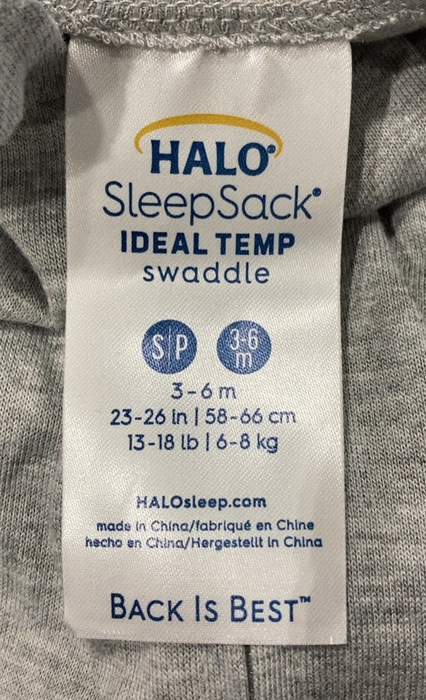 HALO®
SleepSack®
IDEAL TEMP
swaddle
S|P 3-6 m
3-6 m
23-26 in | 58-66 cm
13-18 lb | 6-8 kg
HALOsleep.com
made in China/fabriqué en Chine
hecho en China/Hergestellt in China
BACK IS BEST™